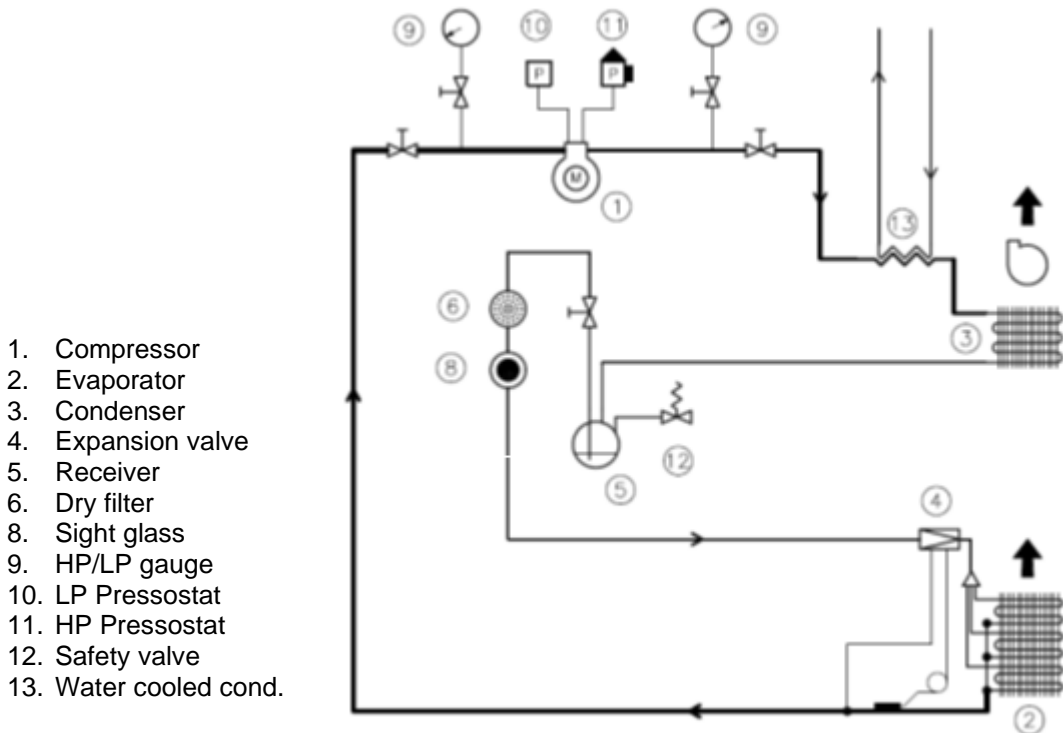 9
10
11
9
P
P
M
1
13
6
3
8
12
5
4
2
1. Compressor
2. Evaporator
3. Condenser
4. Expansion valve
5. Receiver
6. Dry filter
8. Sight glass
9. HP/LP gauge
10. LP Pressostat
11. HP Pressostat
12. Safety valve
13. Water cooled cond.